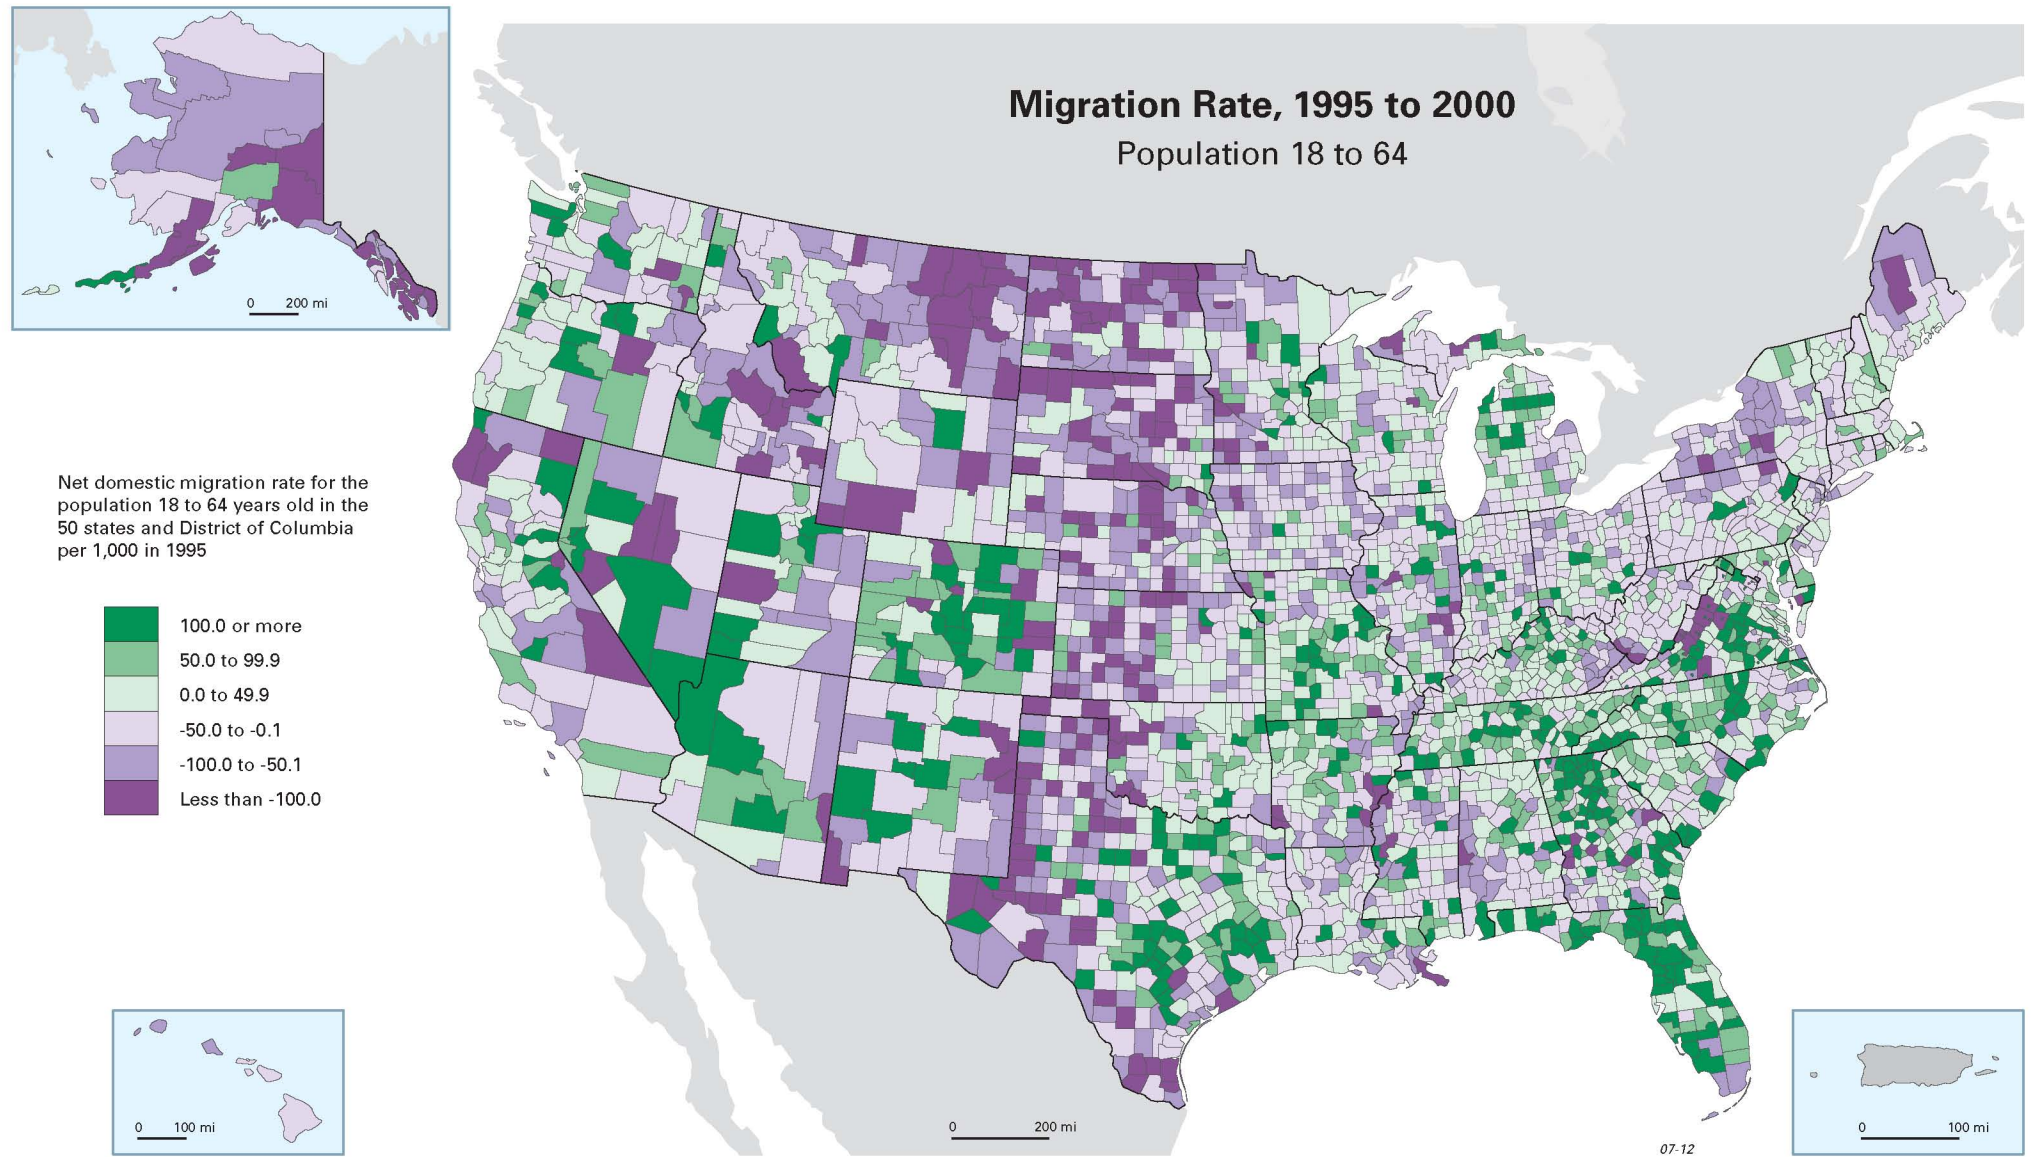 Migration Rate, 1995 to 2000
Population 18 to 64
0 200 mi
Net domestic migration rate for the
population 18 to 64 years old in the
50 states and District of Columbia
per 1,000 in 1995
100.0 or more
50.0 to 99.9
0.0 to 49.9
-50.0 to -0.1
-100.0 to -50.1
Less than -100.0
0 100 mi
0 200 mi
0 100 mi
07-12